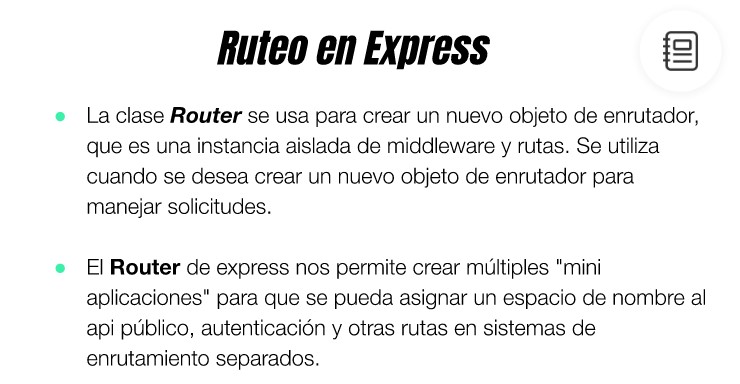 Ruteo en Express
La clase Router se usa para crear un nuevo objeto de enrutador,
que es una instancia aislada de middleware y rutas. Se utiliza
cuando se desea crear un nuevo objeto de enrutador para
manejar solicitudes.
El Router de express nos permite crear múltiples "mini
aplicaciones" para que se pueda asignar un espacio de nombre al
api público, autenticación y otras rutas en sistemas de
enrutamiento separados.